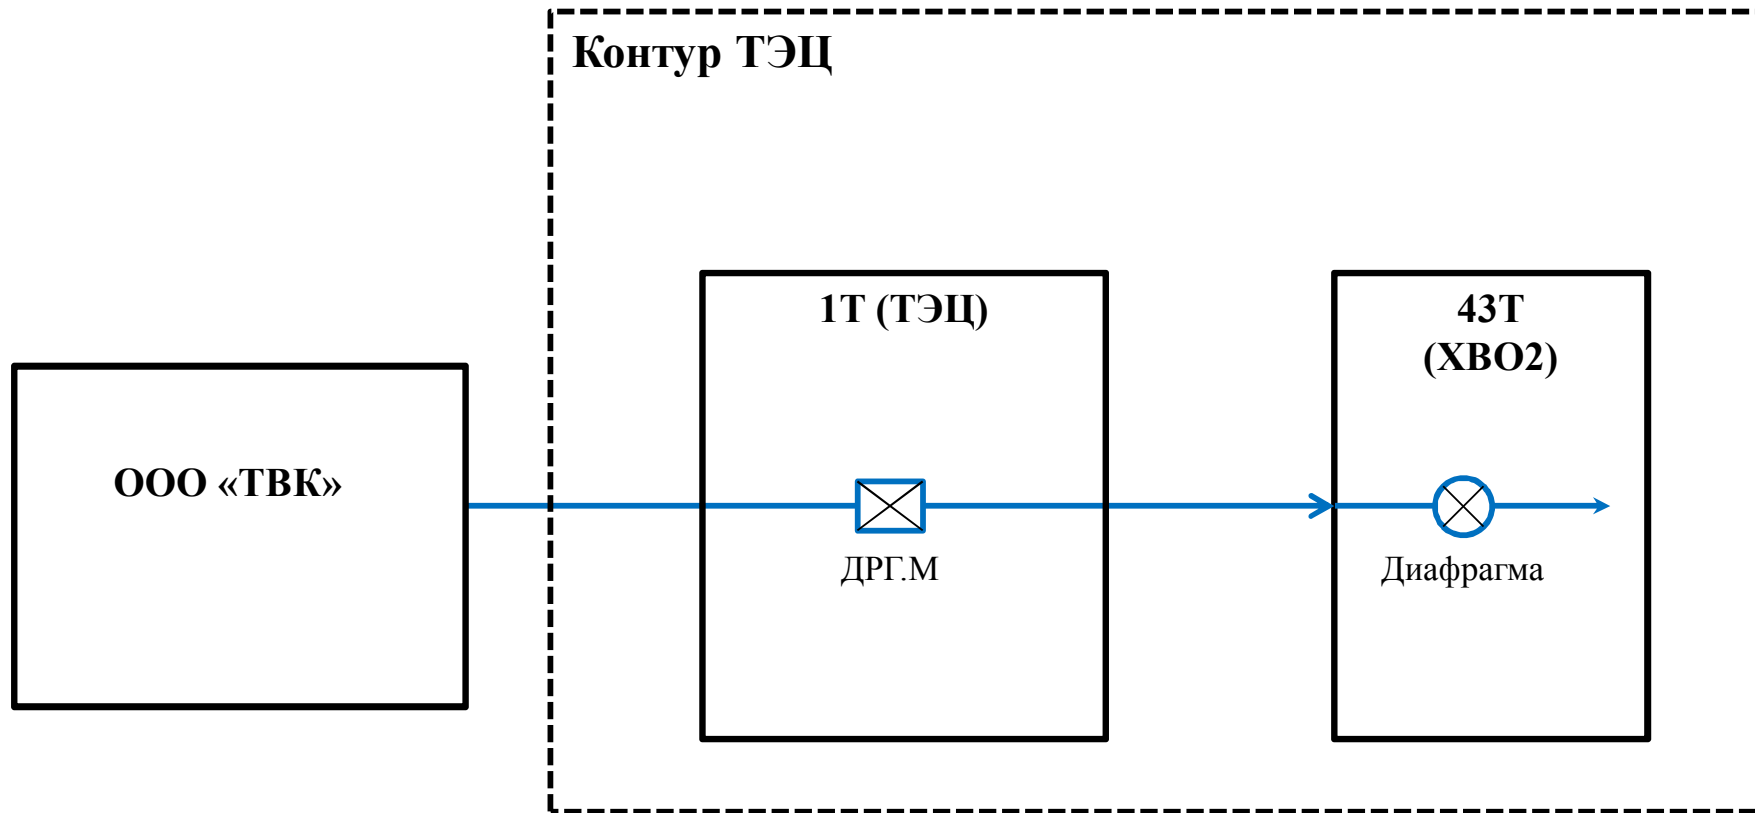 Контур ТЭЦ
1Т (ТЭЦ)
43Т
(ХВО2)
ООО «ТВК»
ДРГ.М
Диафрагма